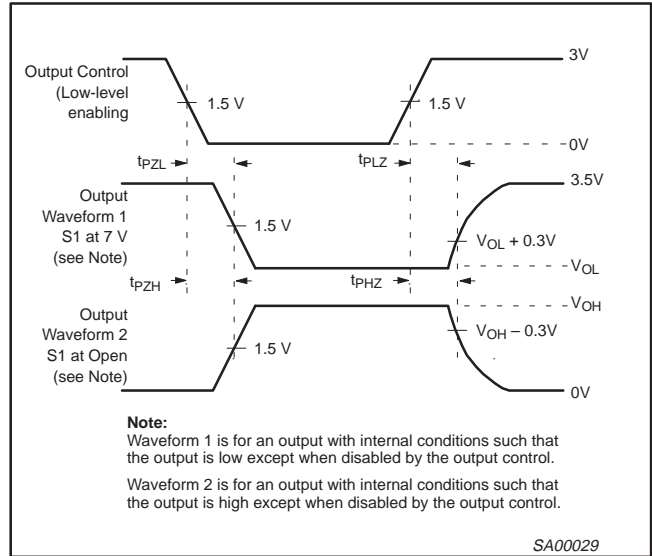 3V
Output Control
(Low-level
enabling
1.5 V
1.5 V
0V
tPZL
tPLZ
3.5V
Output
Waveform 1
S1 at 7 V
(see Note)
1.5 V
VOL + 0.3V
VOL
tPZH
tPHZ
VOH
Output
Waveform 2
S1 at Open
(see Note)
1.5 V
VOH – 0.3V
0V
Note:
Waveform 1 is for an output with internal conditions such that
the output is low except when disabled by the output control.
Waveform 2 is for an output with internal conditions such that
the output is high except when disabled by the output control.
SA00029